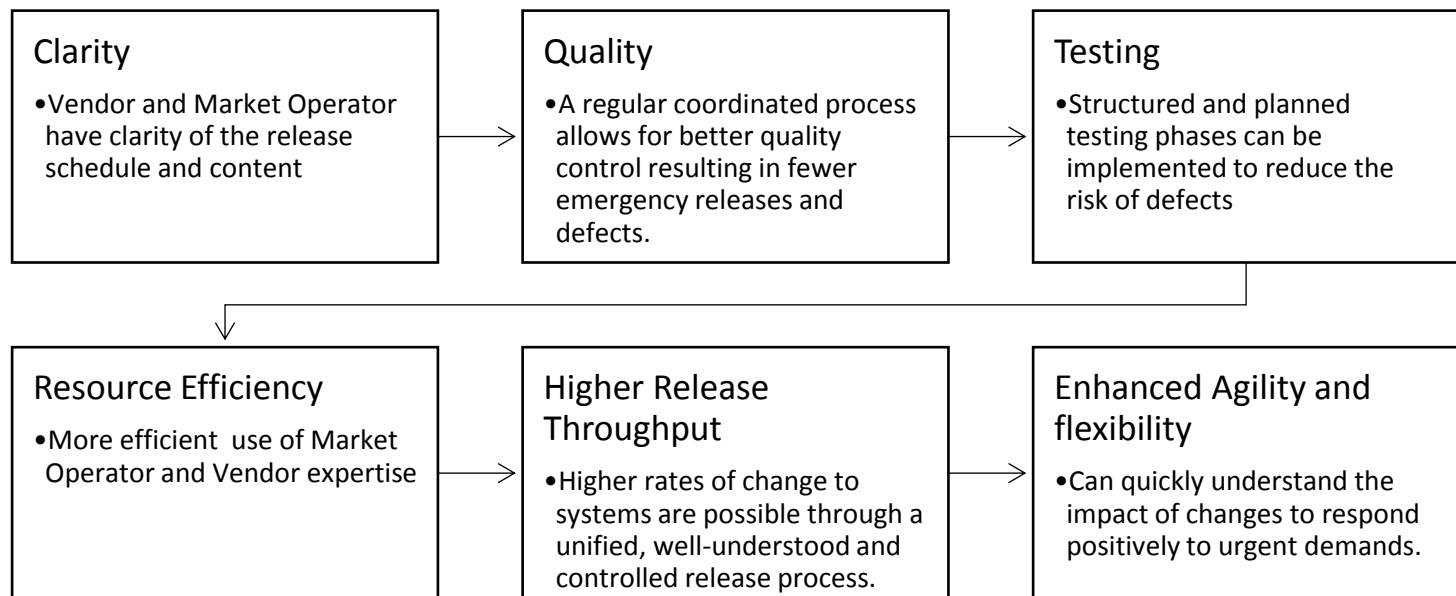 Clarity
•Vendor and Market Operator
have clarity of the release
schedule and content
Quality
•A regular coordinated process
allows for better quality
control resulting in fewer
emergency releases and
defects.
Testing
•Structured and planned
testing phases can be
implemented to reduce the
risk of defects
Resource Efficiency
•More efficient  use of Market
Operator and Vendor expertise
Higher Release
Throughput
•Higher rates of change to
systems are possible through a
unified, well-understood and
controlled release process.
Enhanced Agility and
flexibility
•Can quickly understand the
impact of changes to respond
positively to urgent demands.